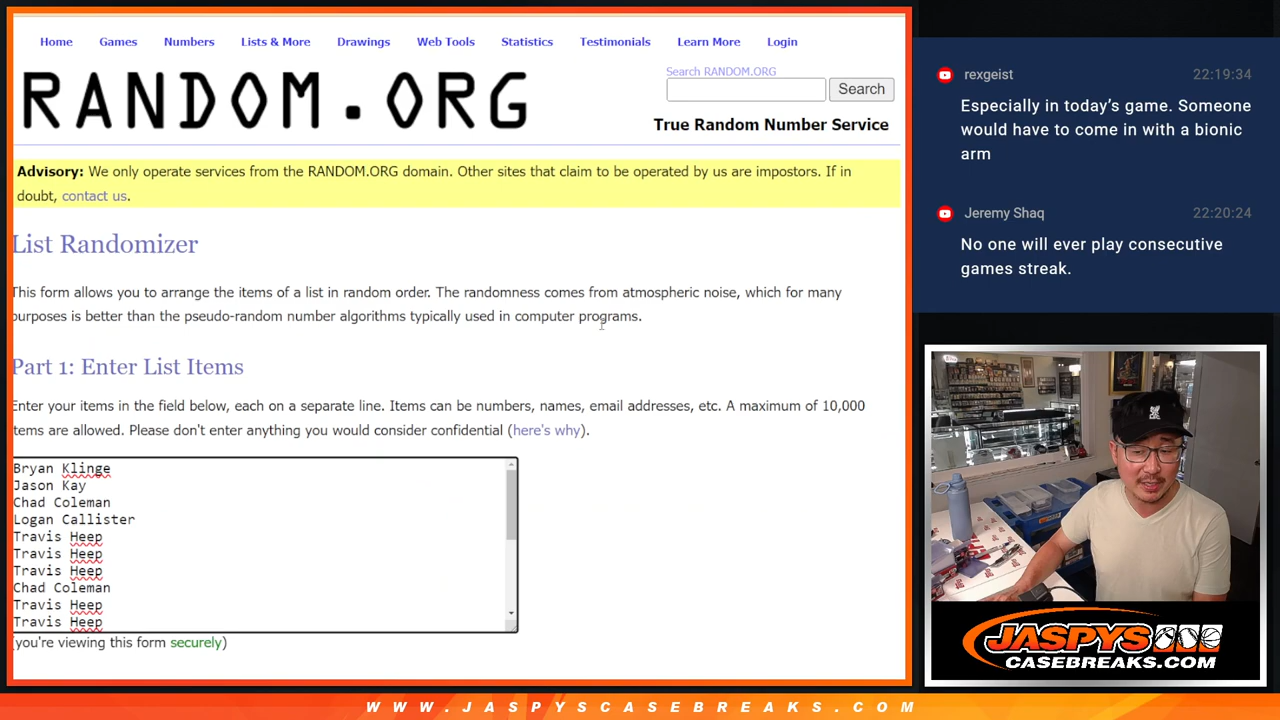 Home Games Numbers Lists & More Drawings Web Tools Statistics Testimonials Learn More Login
RANDOM.ORG
Search RANDOM.ORG
Search
True Random Number Service
Advisory: We only operate services from the RANDOM.ORG domain. Other sites that claim to be operated by us are impostors. If in
doubt, contact us.
List Randomizer
This form allows you to arrange the items of a list in random order. The randomness comes from atmospheric noise, which for many
purposes is better than the pseudo-random number algorithms typically used in computer programs.
Part 1: Enter List Items
Enter your items in the field below, each on a separate line. Items can be numbers, names, email addresses, etc. A maximum of 10,000
items are allowed. Please don't enter anything you would consider confidential (here's why).
Bryan Klinge
Jason Kay
Chad Coleman
Logan Callister
Travis Heep
Travis Heep
Travis Heep
Chad Coleman
Travis Heep
Travis Heep
(you're viewing this form securely)
rexgeist 22:19:34
Especially in today's game. Someone
would have to come in with a bionic
arm
Jeremy Shaq 22:20:24
No one will ever play consecutive
games streak.
JASPYS
CASEBREAKS.COM
WWW.JASPYSCASEBREAKS.COM